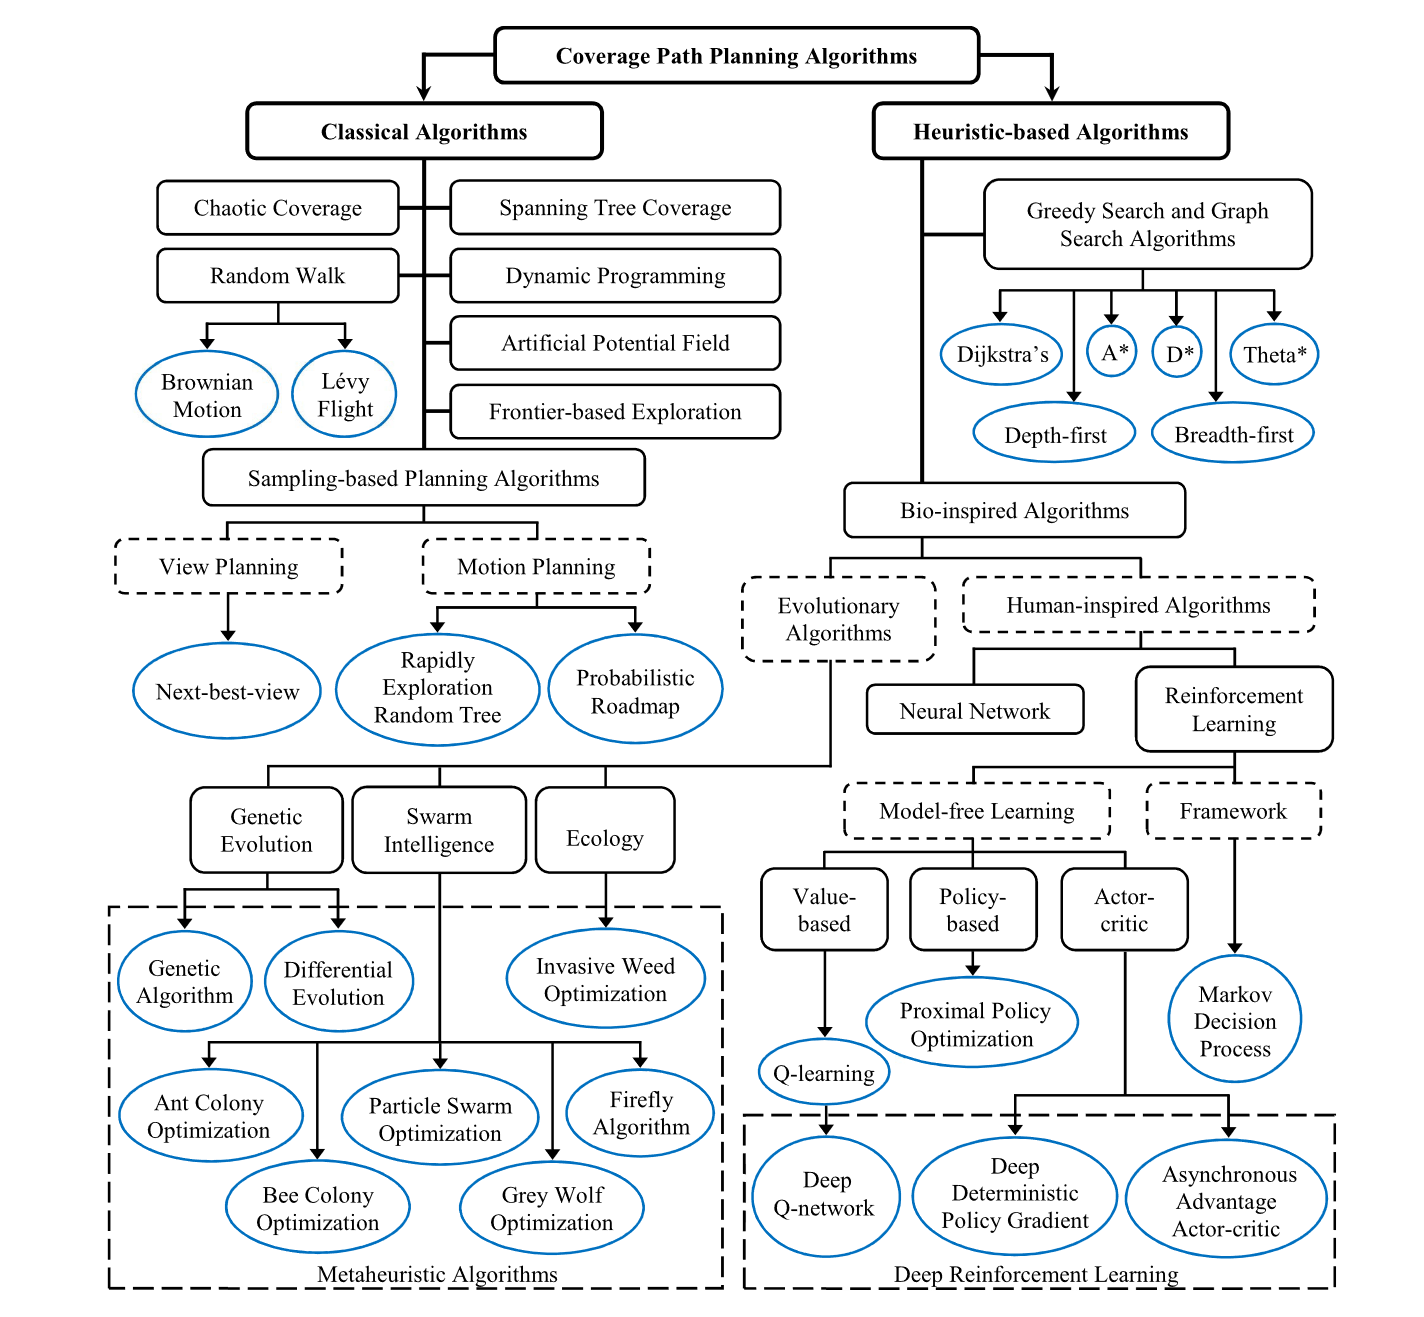 Coverage Path Planning Algorithms
Classical Algorithms
Heuristic-based Algorithms
Chaotic Coverage
Spanning Tree Coverage
Greedy Search and Graph
Search Algorithms
Random Walk
Dynamic Programming
Artificial Potential Field
Frontier-based Exploration
Brownian
Motion
Lévy
Flight
Dijkstra’s
A*
D*
Theta*
Depth-first
Breadth-first
Sampling-based Planning Algorithms
Bio-inspired Algorithms
View Planning
Motion Planning
Evolutionary
Algorithms
Human-inspired Algorithms
Next-best-view
Rapidly
Exploration
Random Tree
Probabilistic
Roadmap
Neural Network
Reinforcement
Learning
Genetic
Evolution
Swarm
Intelligence
Ecology
Model-free Learning
Framework
Value-
based
Policy-
based
Actor-
critic
Genetic
Algorithm
Differential
Evolution
Invasive Weed
Optimization
Proximal Policy
Optimization
Markov
Decision
Process
Q-learning
Ant Colony
Optimization
Particle Swarm
Optimization
Firefly
Algorithm
Bee Colony
Optimization
Grey Wolf
Optimization
Deep
Q-network
Deep
Deterministic
Policy Gradient
Asynchronous
Advantage
Actor-critic
Metaheuristic Algorithms
Deep Reinforcement Learning